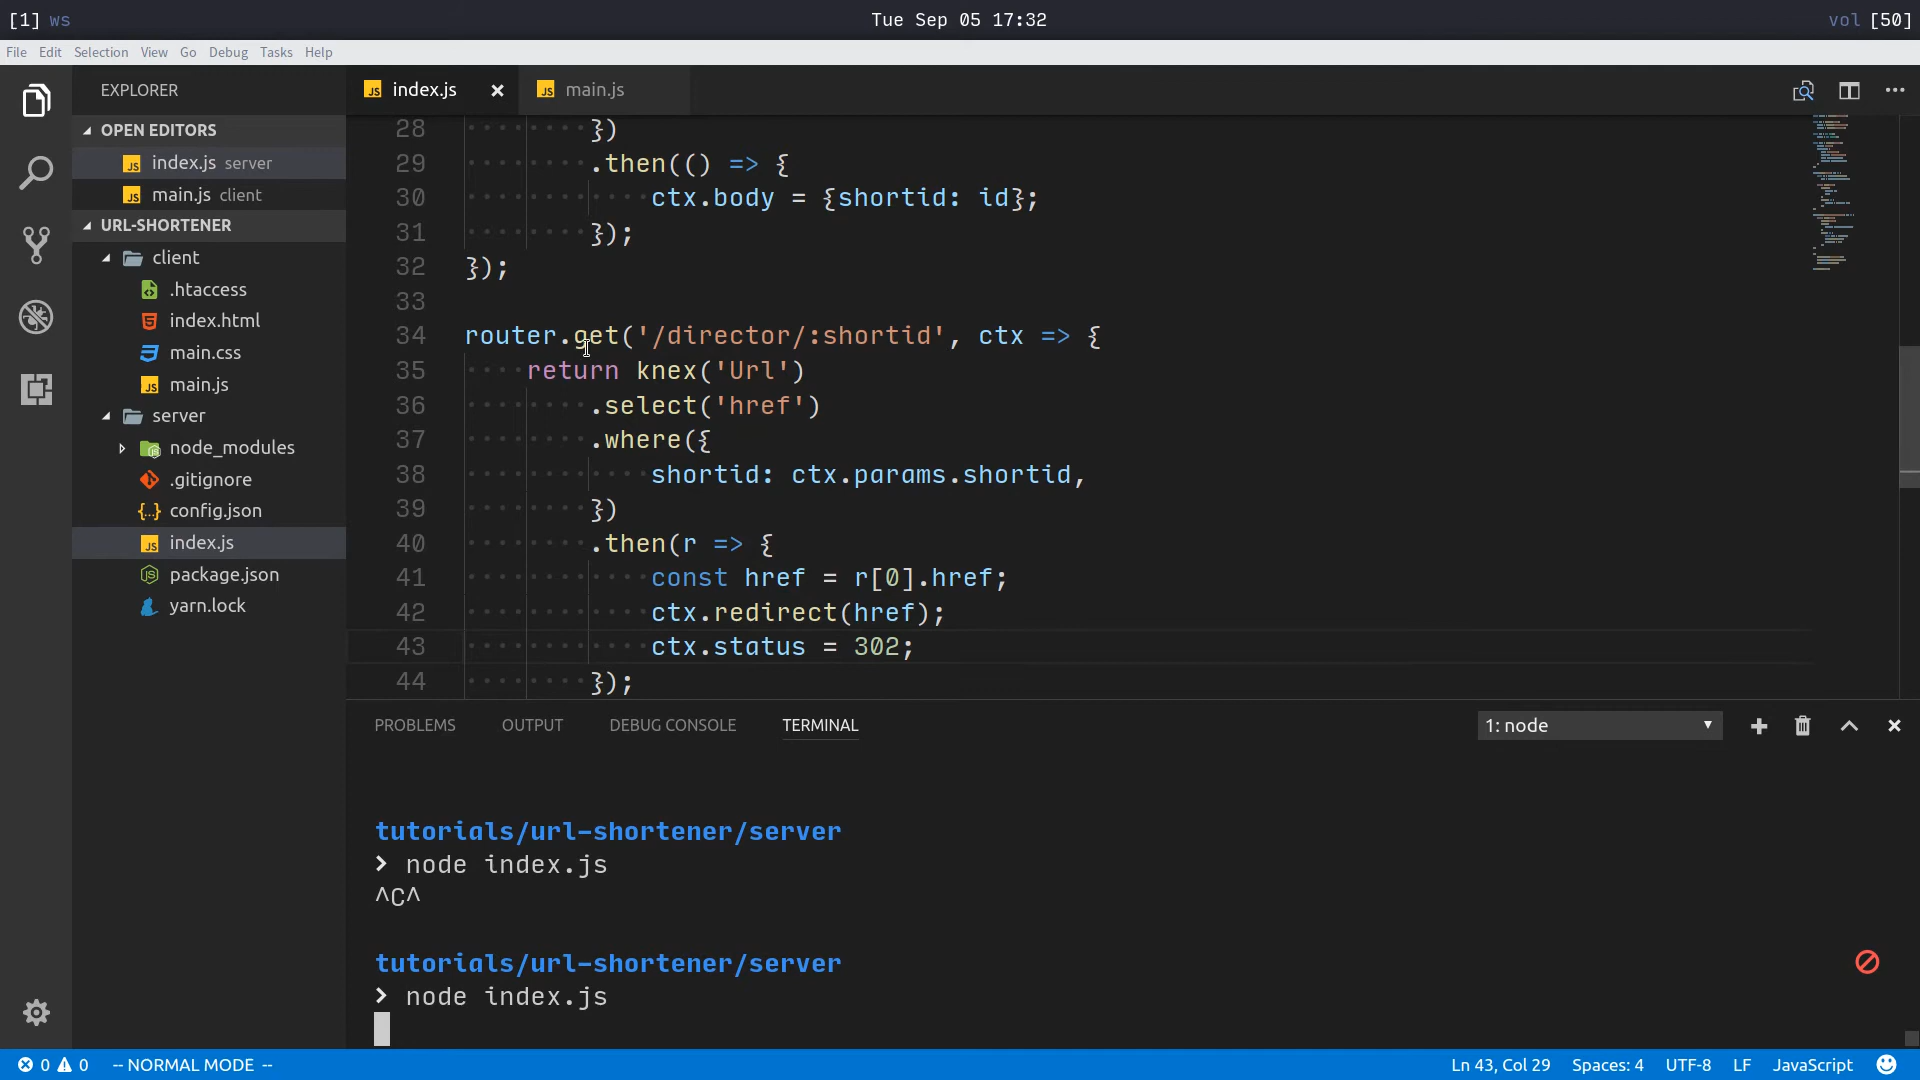 [1] ws
Tue Sep 05 17:32
vol [50]
File Edit Selection View Go Debug Tasks Help
EXPLORER
OPEN EDITORS
index.js server
main.js client
URL-SHORTENER
client
.htaccess
index.html
main.css
main.js
server
node_modules
.gitignore
config.json
index.js
package.json
yarn.lock
index.js
main.js
28 })
29 .then(() => {
30 ctx.body = {shortid: id};
31 });
32 });
33
34 router.get('/director/:shortid', ctx => {
35 return knex('Url')
36 .select('href')
37 .where({
38 shortid: ctx.params.shortid,
39 })
40 .then(r => {
41 const href = r[0].href;
42 ctx.redirect(href);
43 ctx.status = 302;
44 });
PROBLEMS OUTPUT DEBUG CONSOLE TERMINAL
1: node
tutorials/url-shortener/server
> node index.js
^C^
tutorials/url-shortener/server
> node index.js
0 0 -- NORMAL MODE --
Ln 43, Col 29 Spaces: 4 UTF-8 LF JavaScript